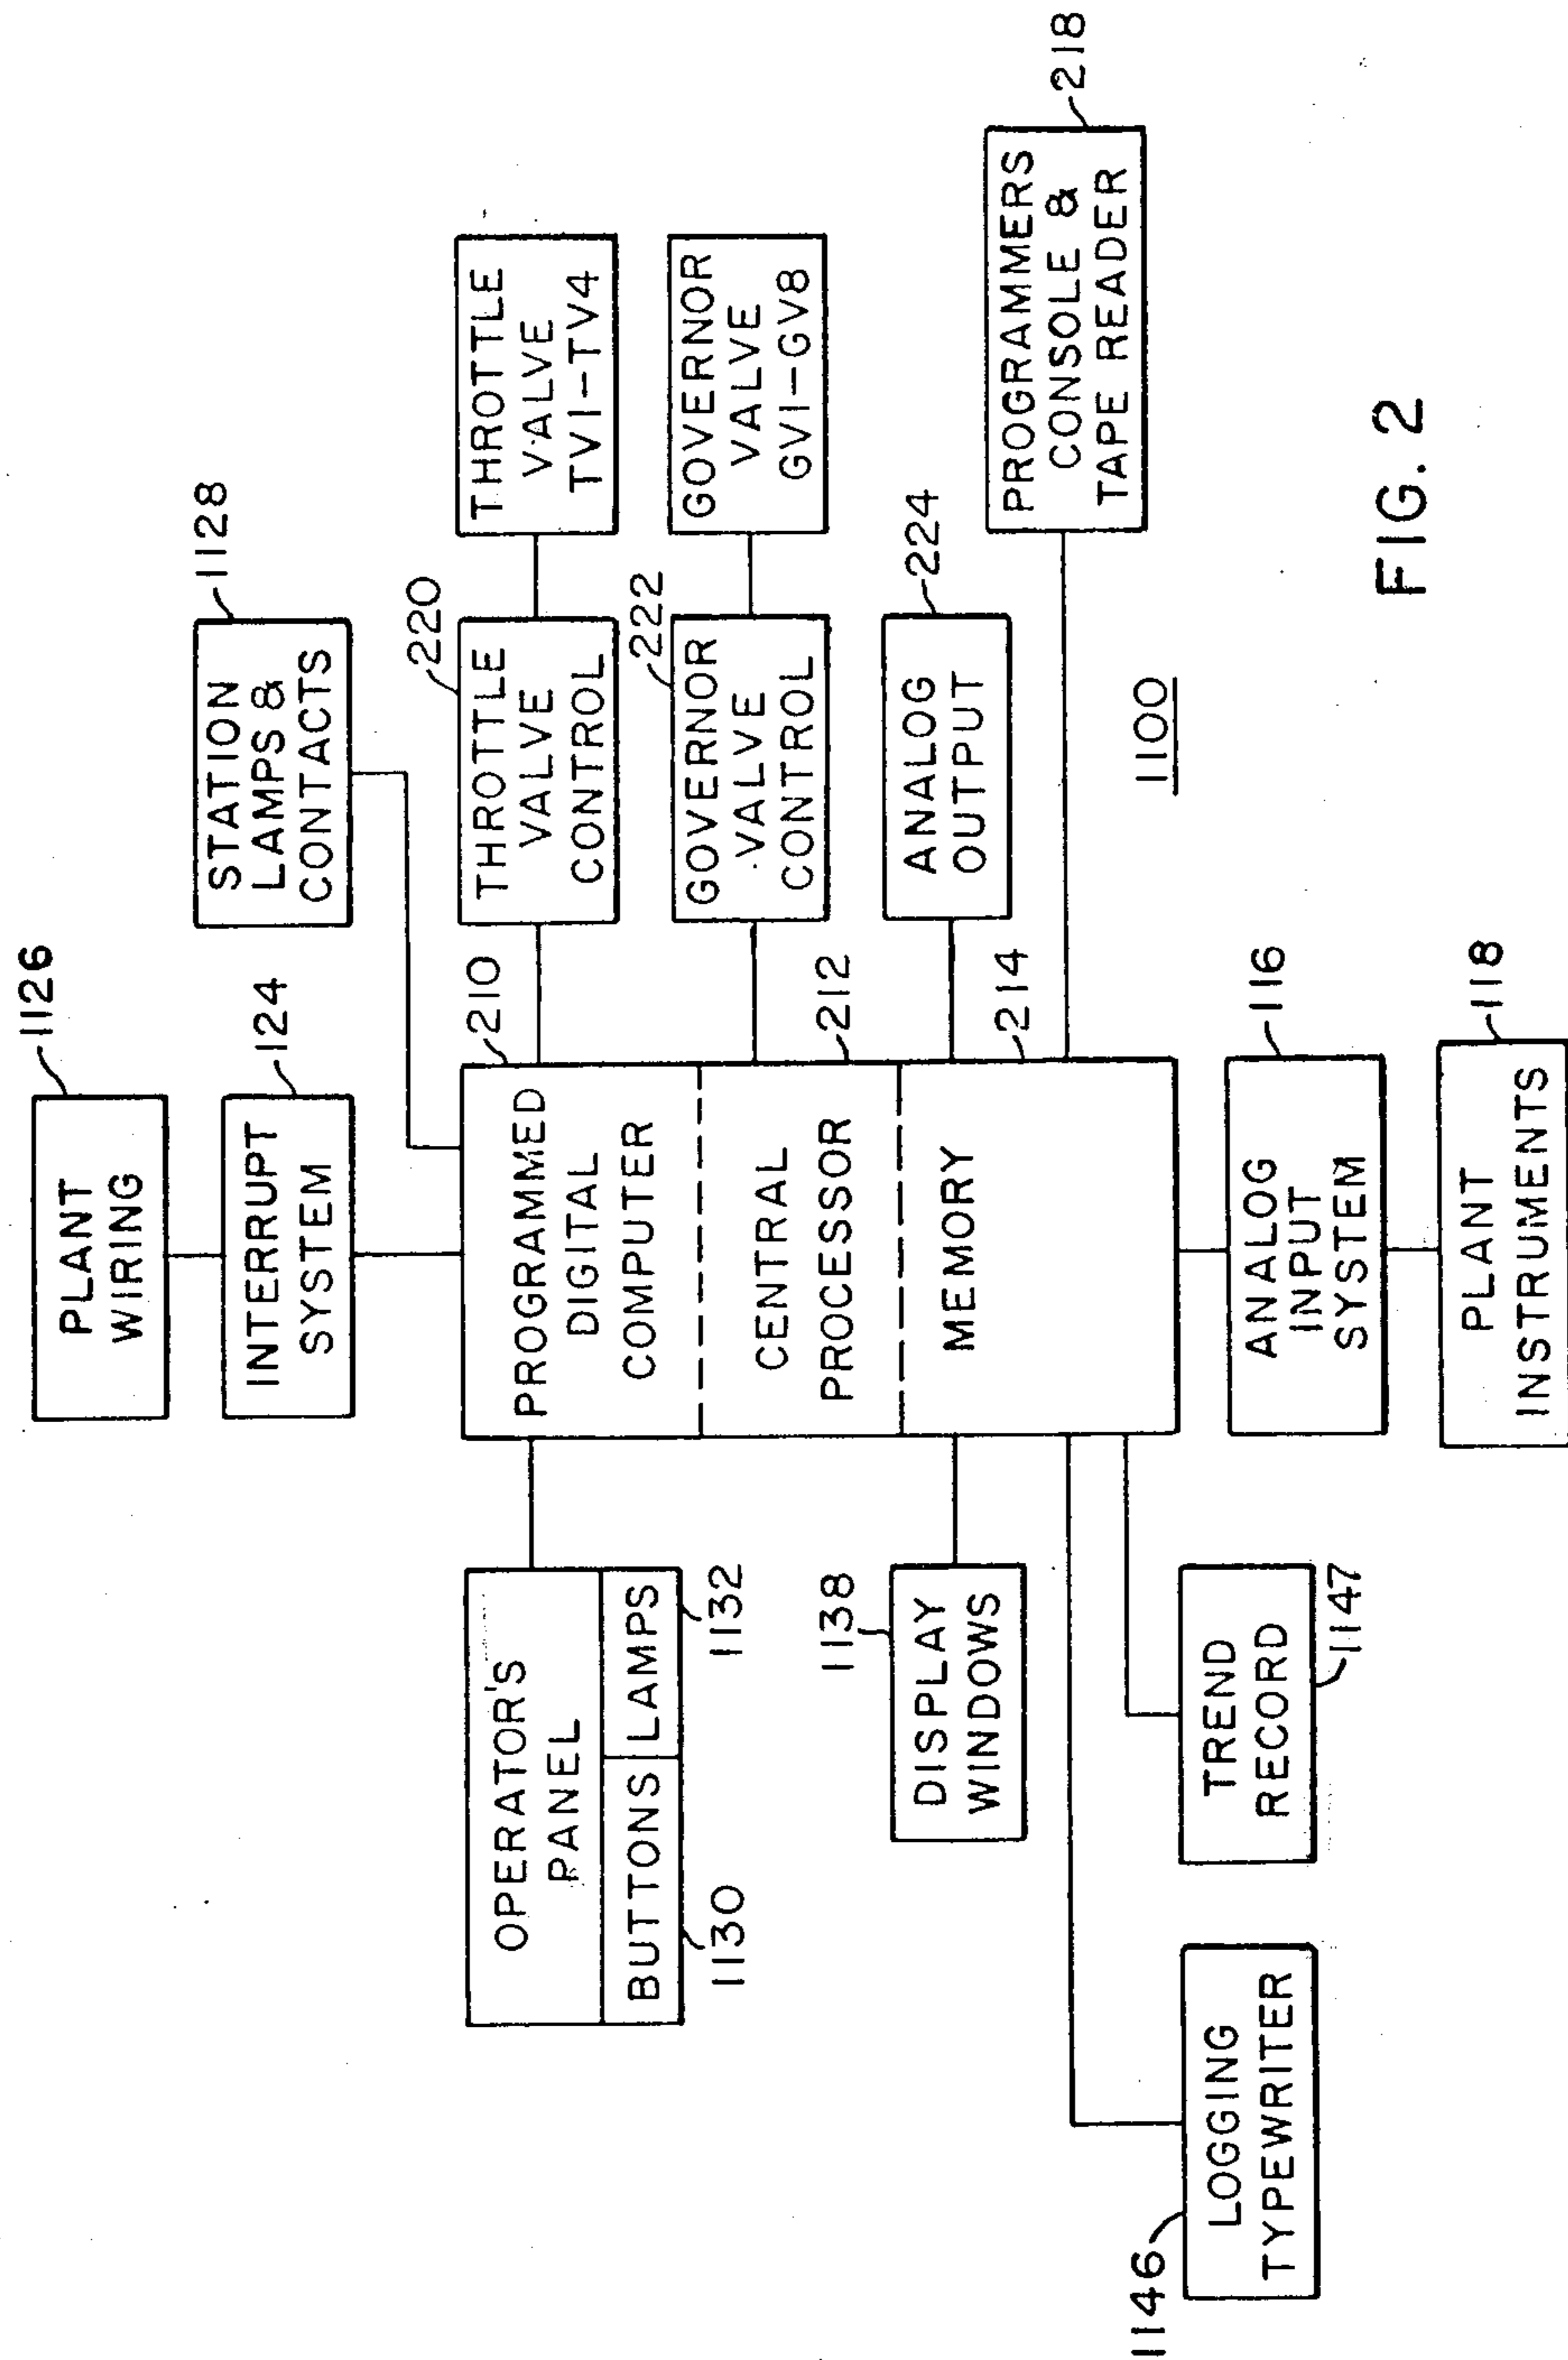 1126
PLANT
WIRING
124
INTERRUPT
SYSTEM
1128
STATION
LAMPS &
CONTACTS
OPERATOR'S
PANEL
BUTTONS
LAMPS
1130
1132
210
PROGRAMMED
DIGITAL
COMPUTER
220
THROTTLE
VALVE
CONTROL
THROTTLE
VALVE
TV1-TV4
212
CENTRAL
PROCESSOR
222
GOVERNOR
VALVE
CONTROL
GOVERNOR
VALVE
GV1-GV8
1138
DISPLAY
WINDOWS
214
MEMORY
224
ANALOG
OUTPUT
218
PROGRAMMERS
CONSOLE &
TAPE READER
1146
LOGGING
TYPEWRITER
TREND
RECORD
1147
116
ANALOG
INPUT
SYSTEM
118
PLANT
INSTRUMENTS
1100
FIG. 2